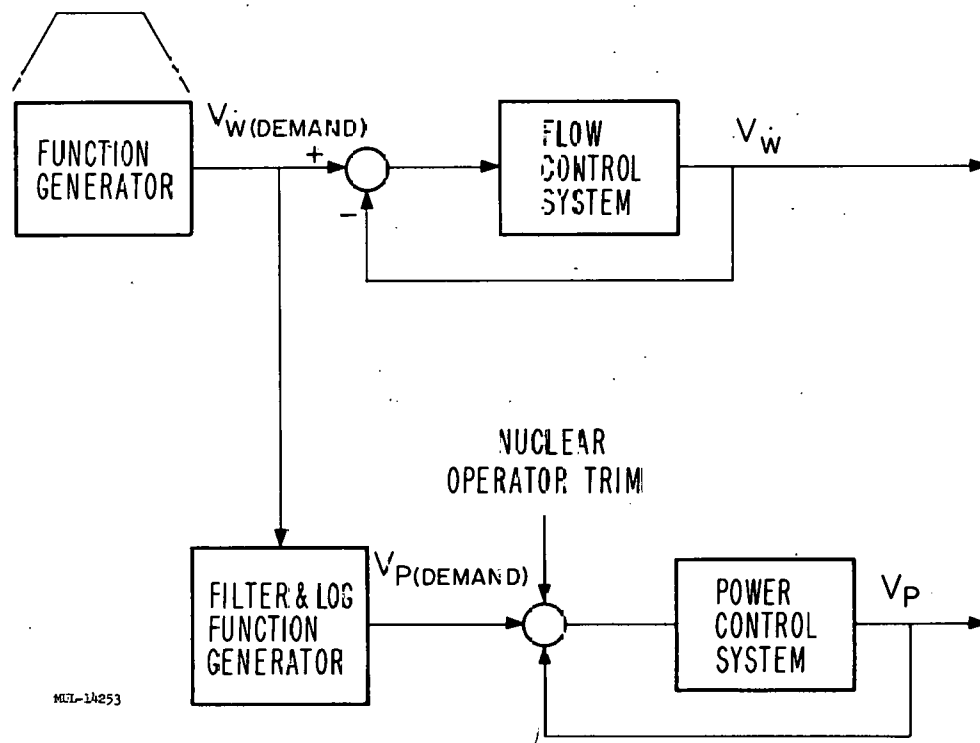 FUNCTION
GENERATOR
V̇W(DEMAND)
+
-
FLOW
CONTROL
SYSTEM
VẆ
NUCLEAR
OPERATOR TRIM
FILTER & LOG
FUNCTION
GENERATOR
VP(DEMAND)
POWER
CONTROL
SYSTEM
VP